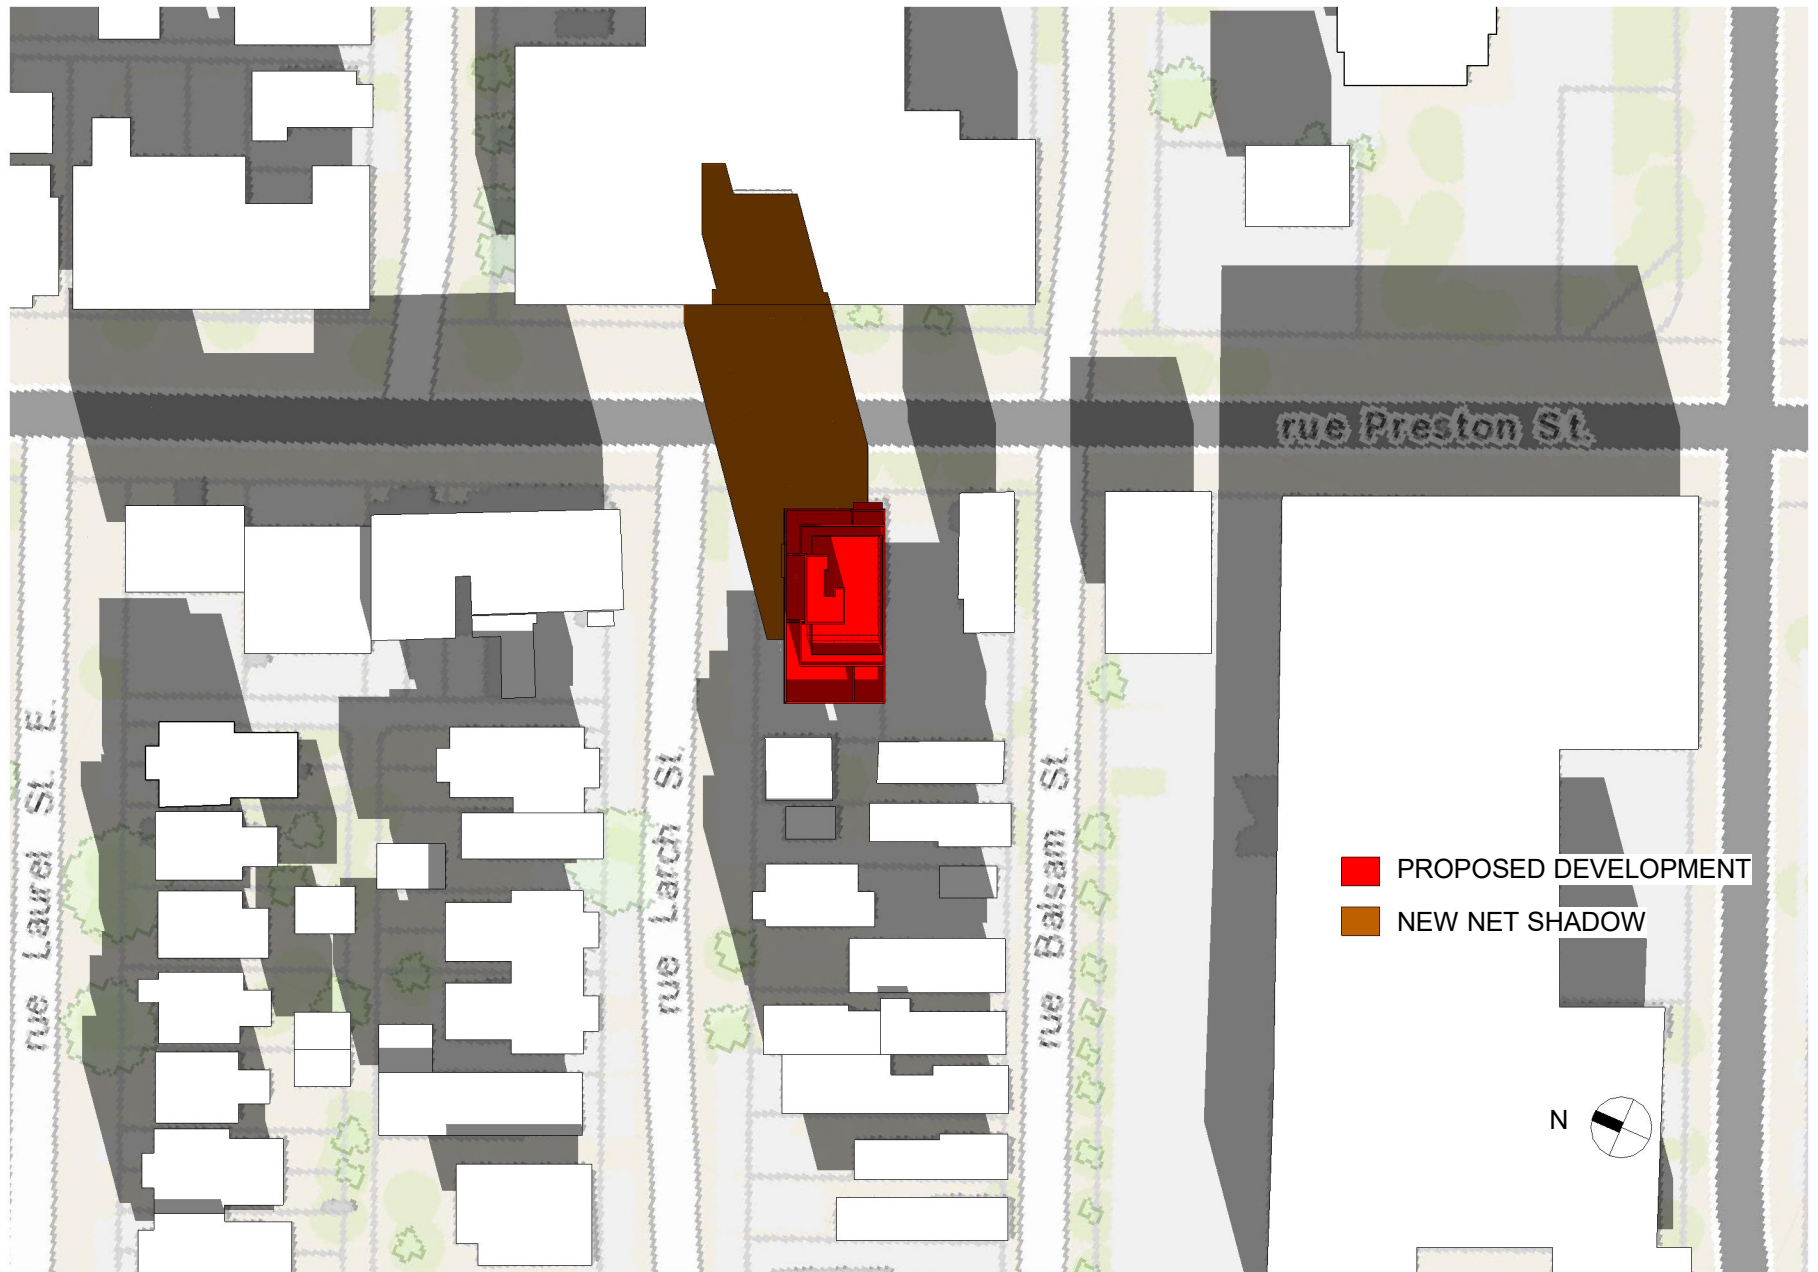 rue Preston St.
rue Laurel St. E.
rue Larch St.
rue Balsam St.
PROPOSED DEVELOPMENT
NEW NET SHADOW
N